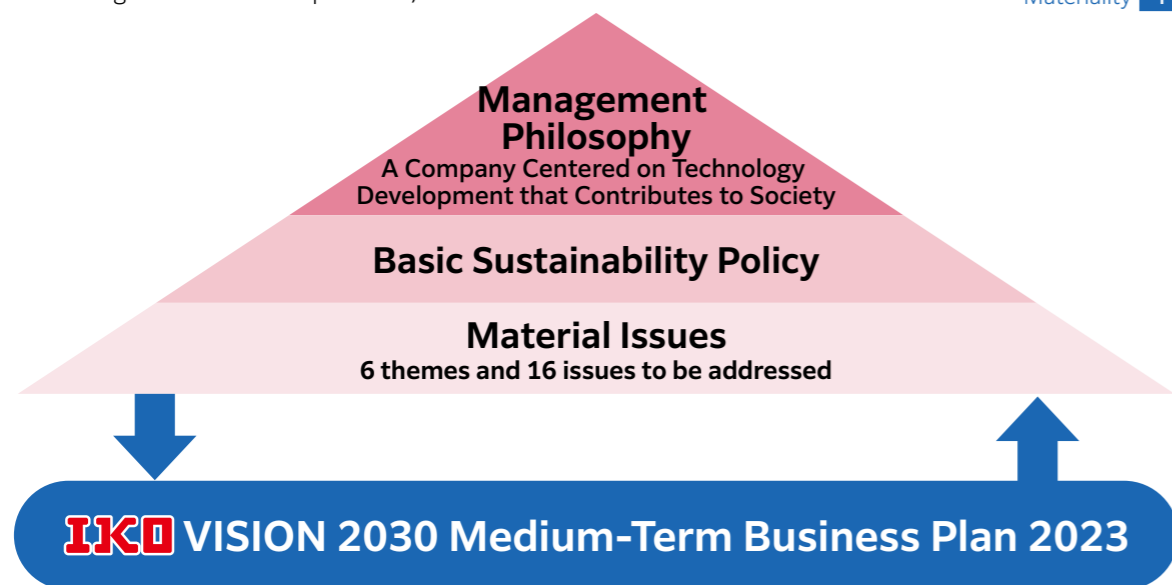 Materiality
Management
Philosophy
A Company Centered on Technology
Development that Contributes to Society
Basic Sustainability Policy
Material Issues
6 themes and 16 issues to be addressed
IKO VISION 2030 Medium-Term Business Plan 2023